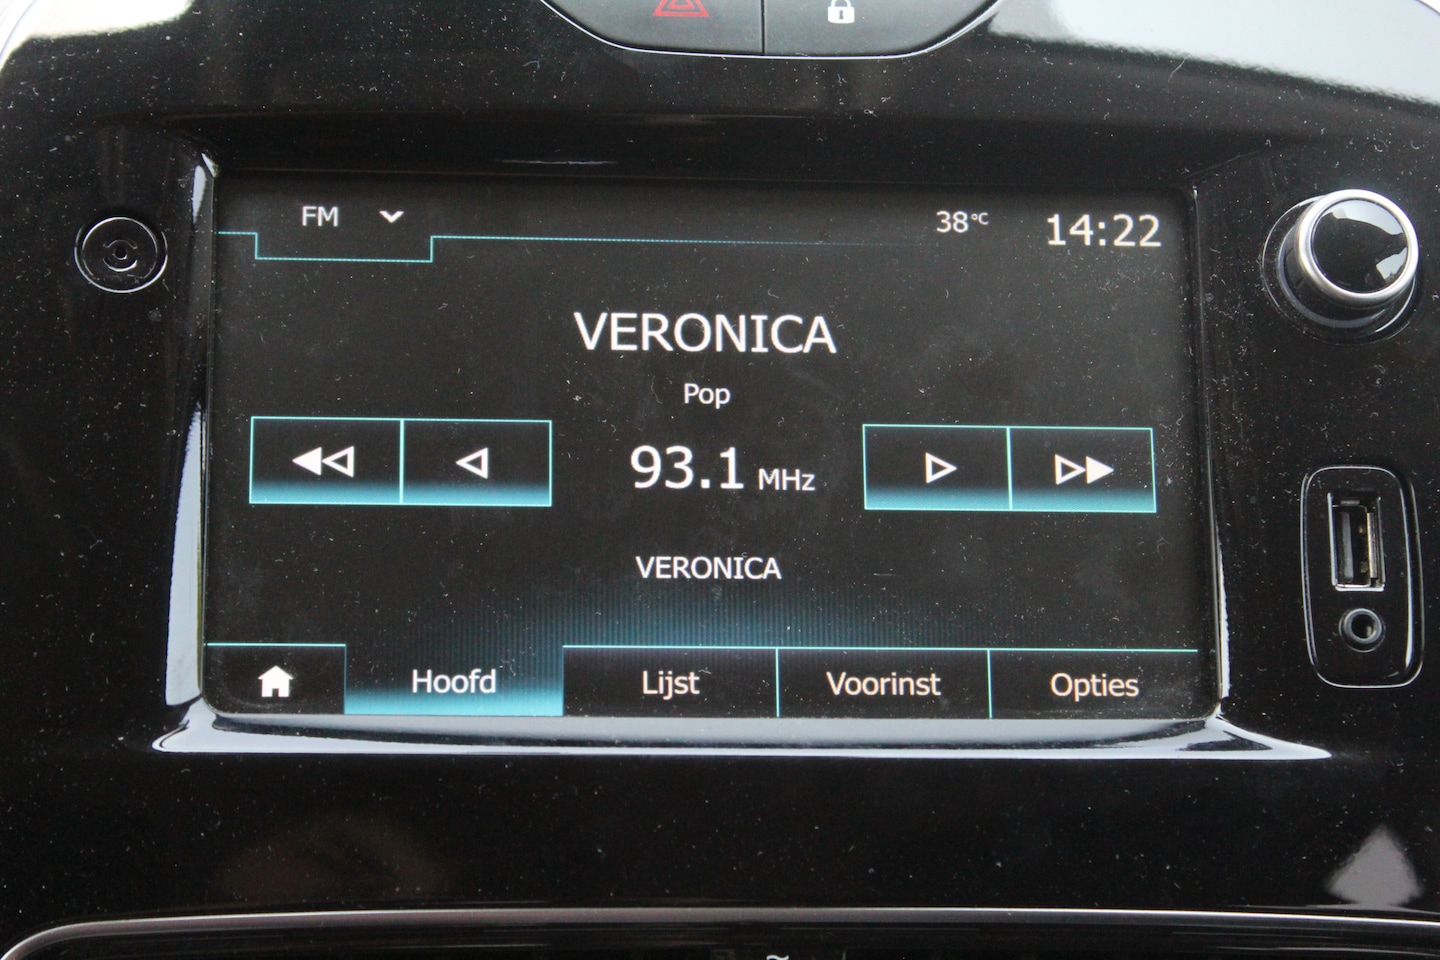 FM 38°C 14:22
VERONICA
Pop
93.1 MHz
VERONICA
Hoofd Lijst Voorinst Opties